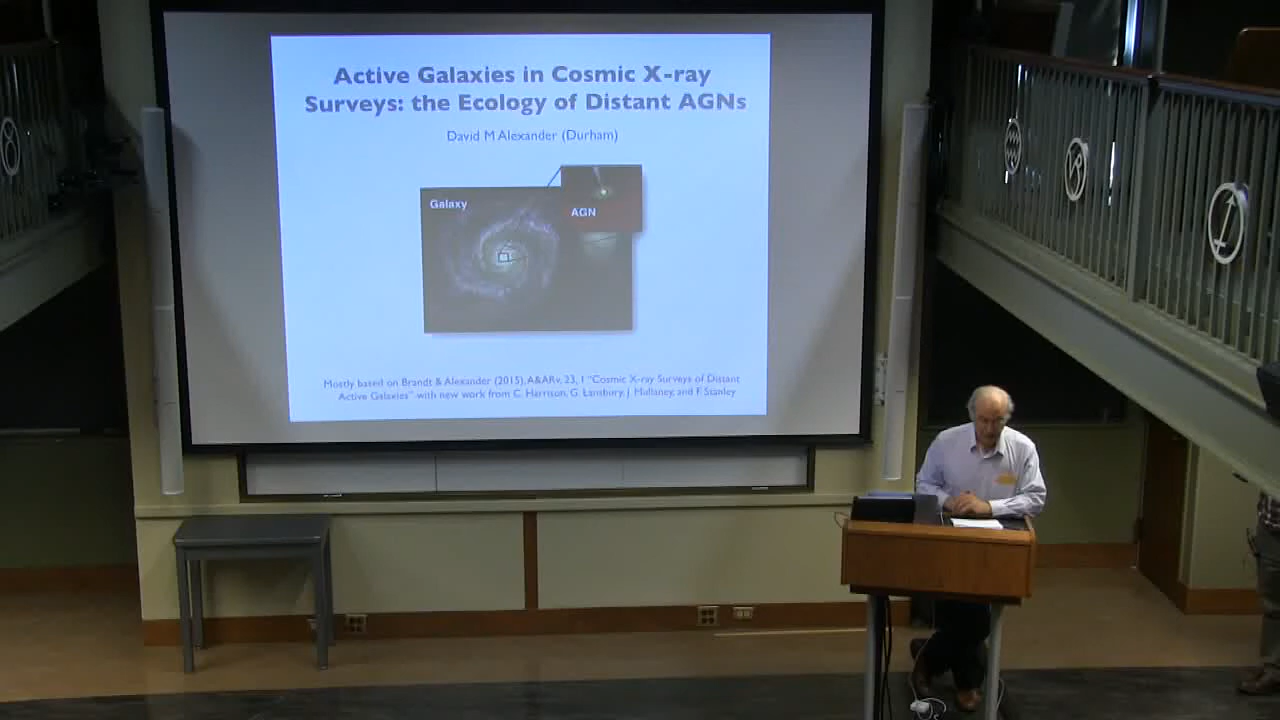 Active Galaxies in Cosmic X-ray
Surveys: the Ecology of Distant AGNs
David M Alexander (Durham)
Galaxy
AGN
Mostly based on Brandt & Alexander (2015), A&ARv, 23, 1 "Cosmic X-ray Surveys of Distant
Active Galaxies" with new work from C. Harrison, G. Lansbury, J. Mullaney, and F. Stanley